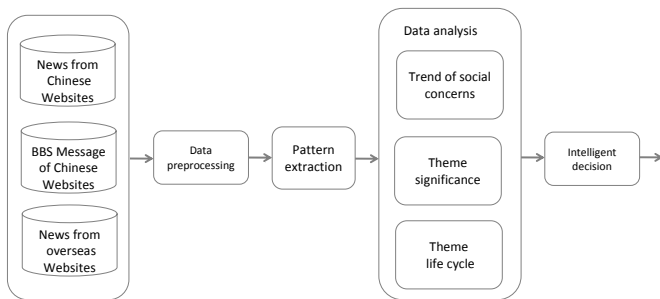 News from
Chinese
Websites
BBS Message
of Chinese
Websites
News from
overseas
Websites
Data
preprocessing
Pattern
extraction
Data analysis
Trend of social
concerns
Theme
significance
Theme
life cycle
Intelligent
decision